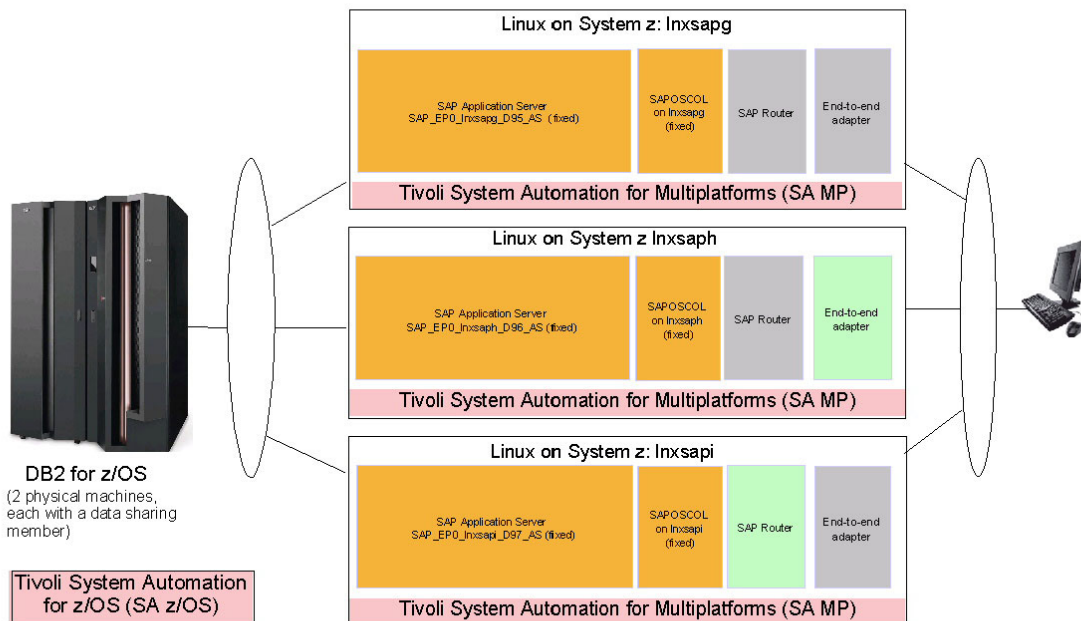 Linux on System z: lnxsapg
SAP Application Server
SAP_EP0_lnxsapg_D95_AS (fixed)
SAPOSCOL
on lnxsapg
(fixed)
SAP Router
End-to-end
adapter
Tivoli System Automation for Multiplatforms (SA MP)
Linux on System z lnxsaph
SAP Application Server
SAP_EP0_lnxsaph_D96_AS (fixed)
SAPOSCOL
on lnxsaph
(fixed)
SAP Router
End-to-end
adapter
Tivoli System Automation for Multiplatforms (SA MP)
Linux on System z: lnxsapi
SAP Application Server
SAP_EP0_lnxsapi_D97_AS (fixed)
SAPOSCOL
on lnxsapi
(fixed)
SAP Router
End-to-end
adapter
Tivoli System Automation for Multiplatforms (SA MP)
DB2 for z/OS
(2 physical machines,
each with a data sharing
member)
Tivoli System Automation
for z/OS (SA z/OS)